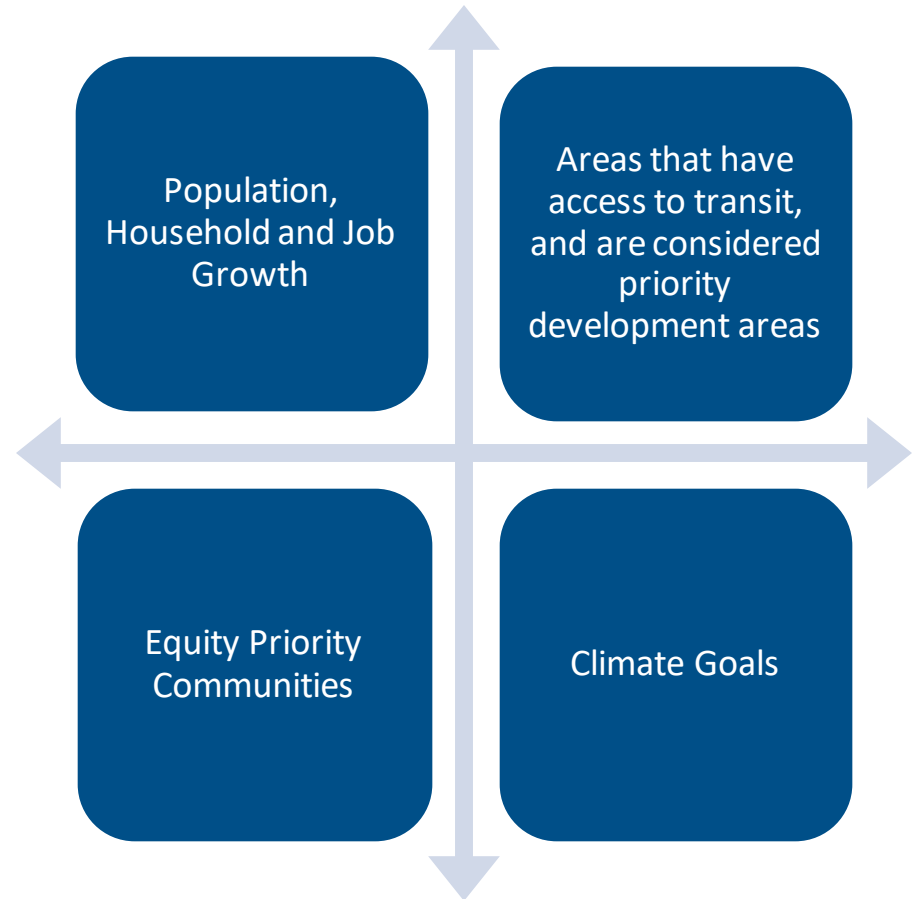 Population,
Household and Job
Growth
Areas that have
access to transit,
and are considered
priority
development areas
Equity Priority
Communities
Climate Goals